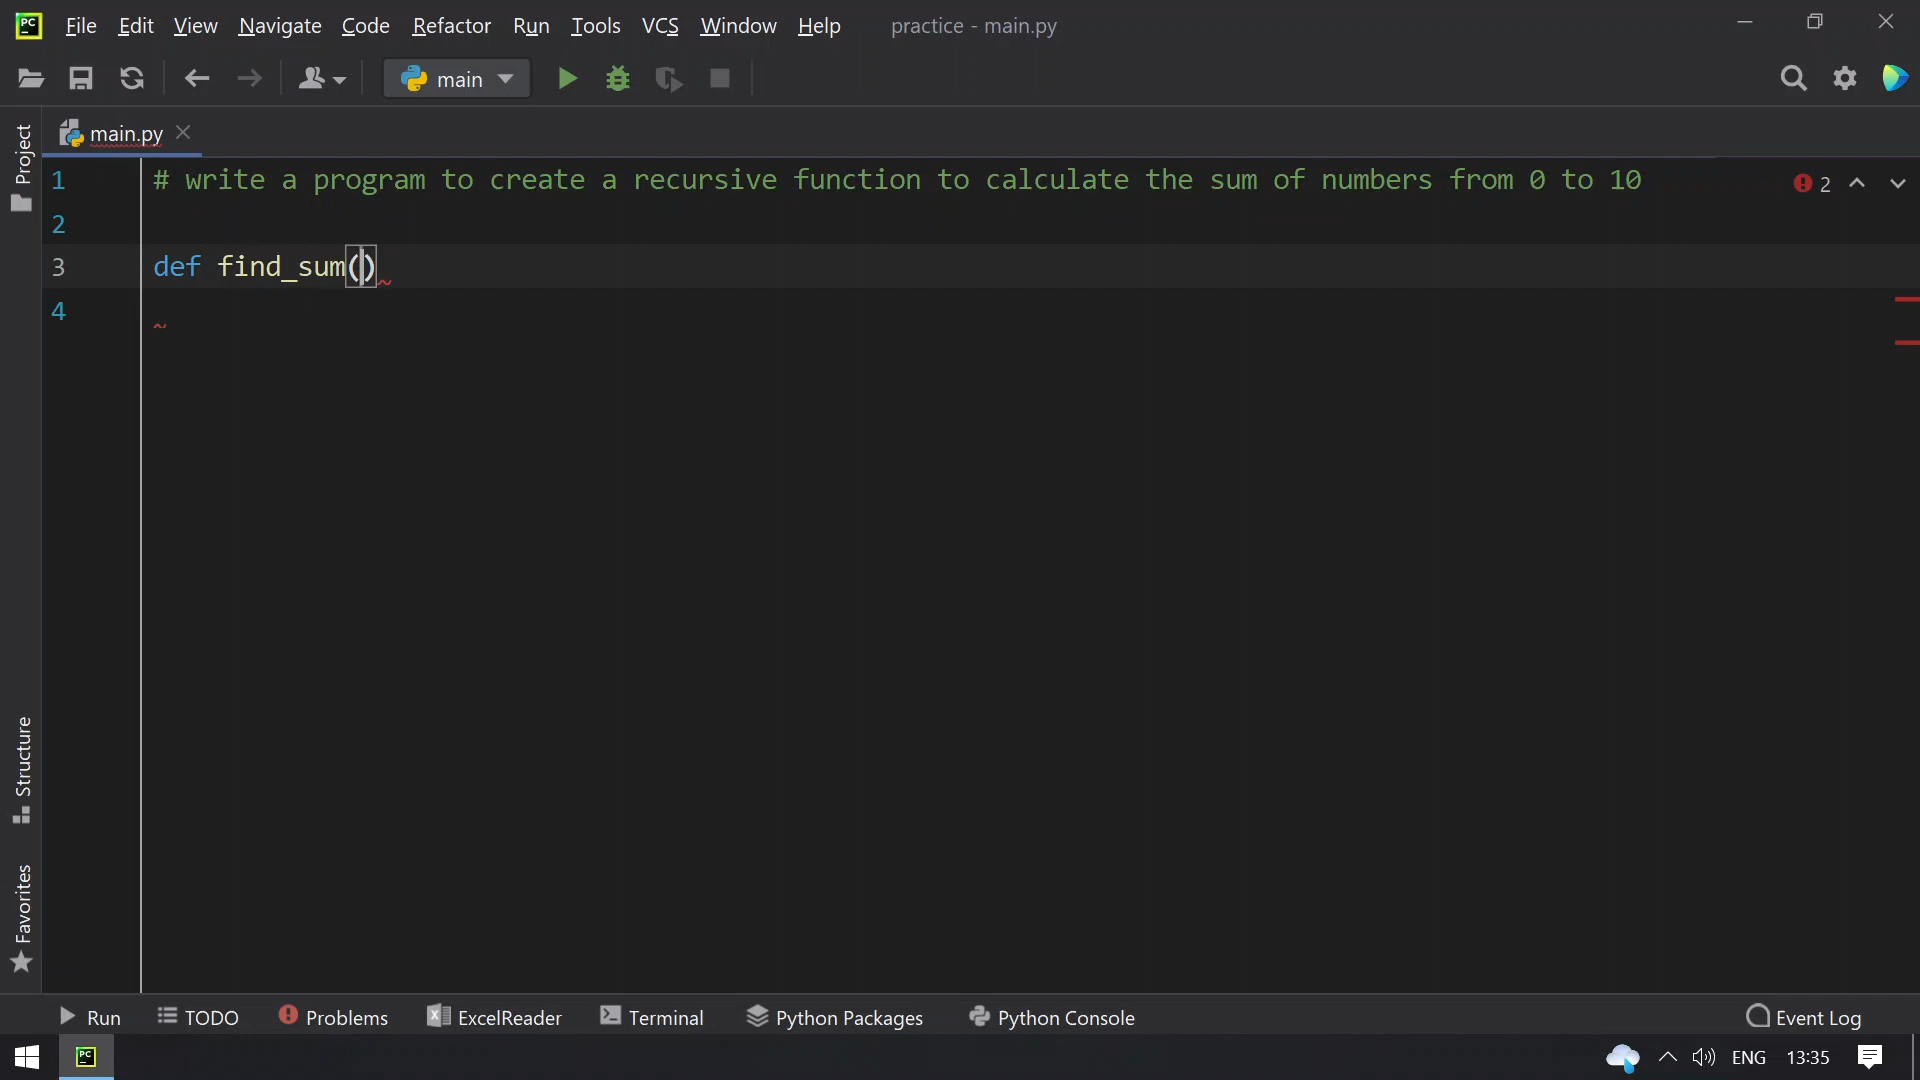 PC File Edit View Navigate Code Refactor Run Tools VCS Window Help practice - main.py
main
main.py
Project
1 # write a program to create a recursive function to calculate the sum of numbers from 0 to 10
2
2
3 def find_sum()
4
Structure
Favorites
Run TODO Problems ExcelReader Terminal Python Packages Python Console Event Log
PC ENG 13:35